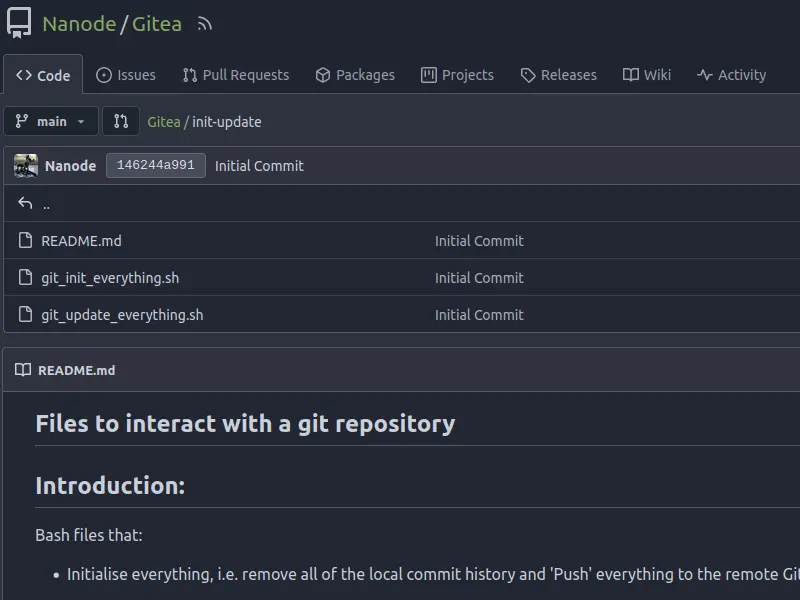 Nanode / Gitea
Code Issues Pull Requests Packages Projects Releases Wiki Activity
main Gitea / init-update
Nanode 146244a991 Initial Commit
..
README.md Initial Commit
git_init_everything.sh Initial Commit
git_update_everything.sh Initial Commit
README.md
Files to interact with a git repository
Introduction:
Bash files that:
• Initialise everything, i.e. remove all of the local commit history and 'Push' everything to the remote Git